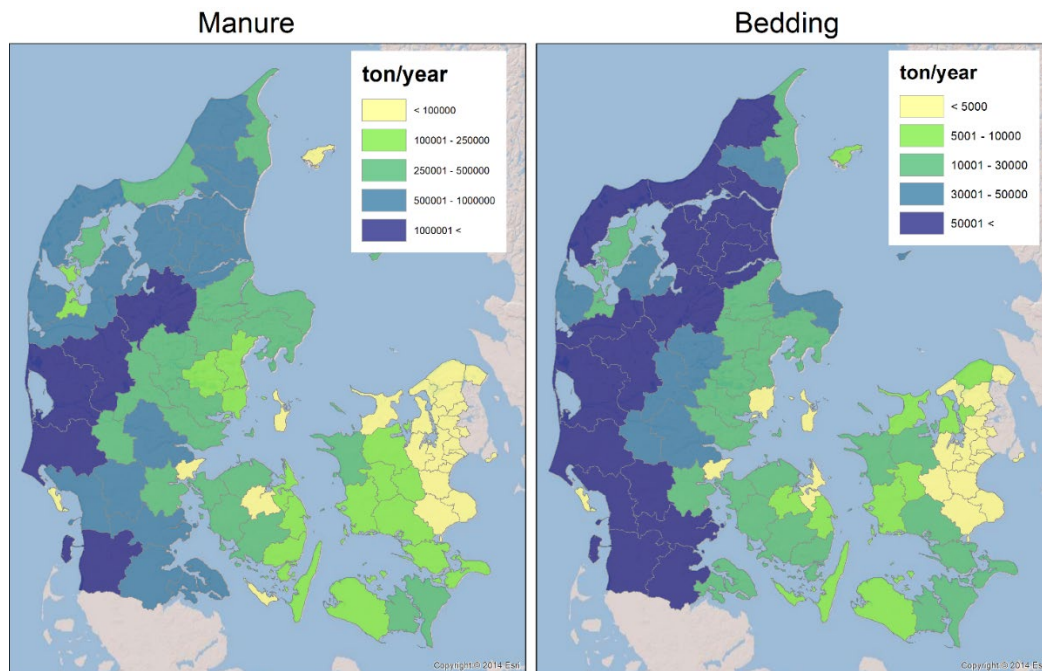 Manure
Bedding
ton/year
< 100000
100001 - 250000
250001 - 500000
500001 - 1000000
1000001 <
ton/year
< 5000
5001 - 10000
10001 - 30000
30001 - 50000
50001 <
Copyright © 2014 Esri
Copyright © 2014 Esri